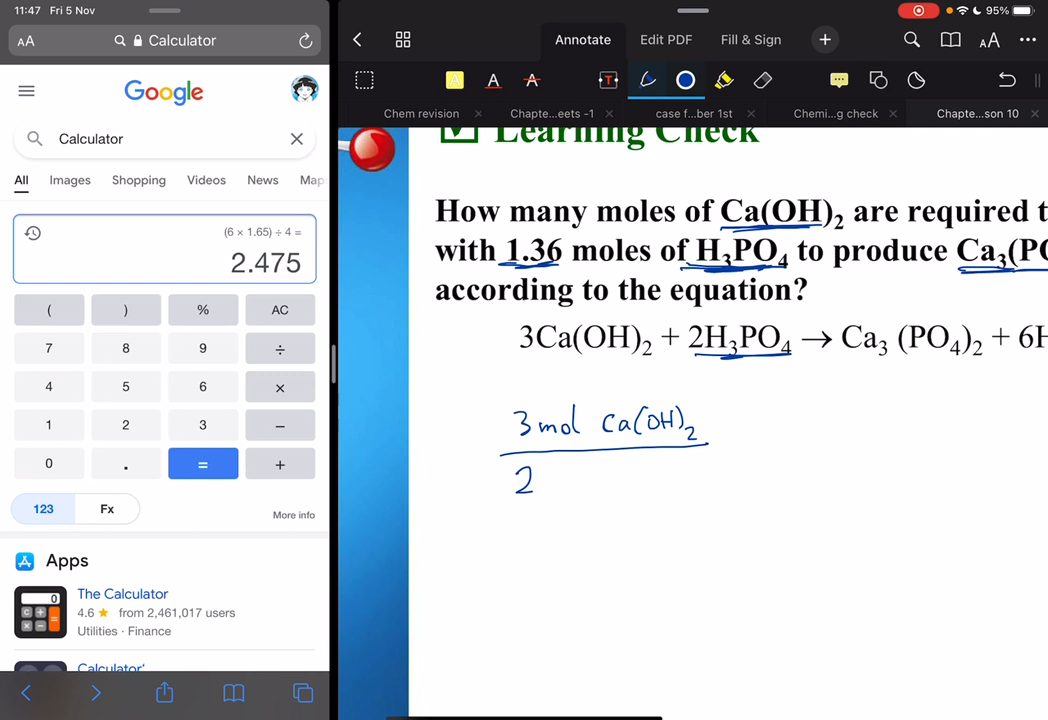 11:47 Fri 5 Nov
95%
AA
Calculator
Google
Calculator
All Images Shopping Videos News Map
(6 × 1.65) ÷ 4 =
2.475
( ) % AC
7 8 9 ÷
4 5 6 ×
1 2 3 −
0 . = +
123 Fx
More info
Apps
The Calculator
4.6 ★ from 2,461,017 users
Utilities · Finance
Calculator'
Annotate Edit PDF Fill & Sign
AA
A A A T
Chem revision × Chapte...eets -1 × case f...ber 1st × Chemi...g check × Chapte...son 10 ×
Learning Check
How many moles of Ca(OH)₂ are required t
with 1.36 moles of H₃PO₄ to produce Ca₃(PO
according to the equation?
3Ca(OH)₂ + 2H₃PO₄ → Ca₃ (PO₄)₂ + 6H
3 mol Ca(OH)₂
2